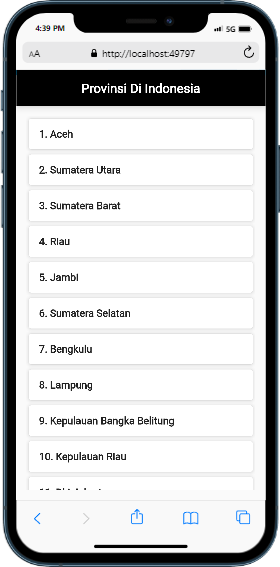 4:39 PM
5G
AA
http://localhost:49797
Provinsi Di Indonesia
1. Aceh
2. Sumatera Utara
3. Sumatera Barat
4. Riau
5. Jambi
6. Sumatera Selatan
7. Bengkulu
8. Lampung
9. Kepulauan Bangka Belitung
10. Kepulauan Riau